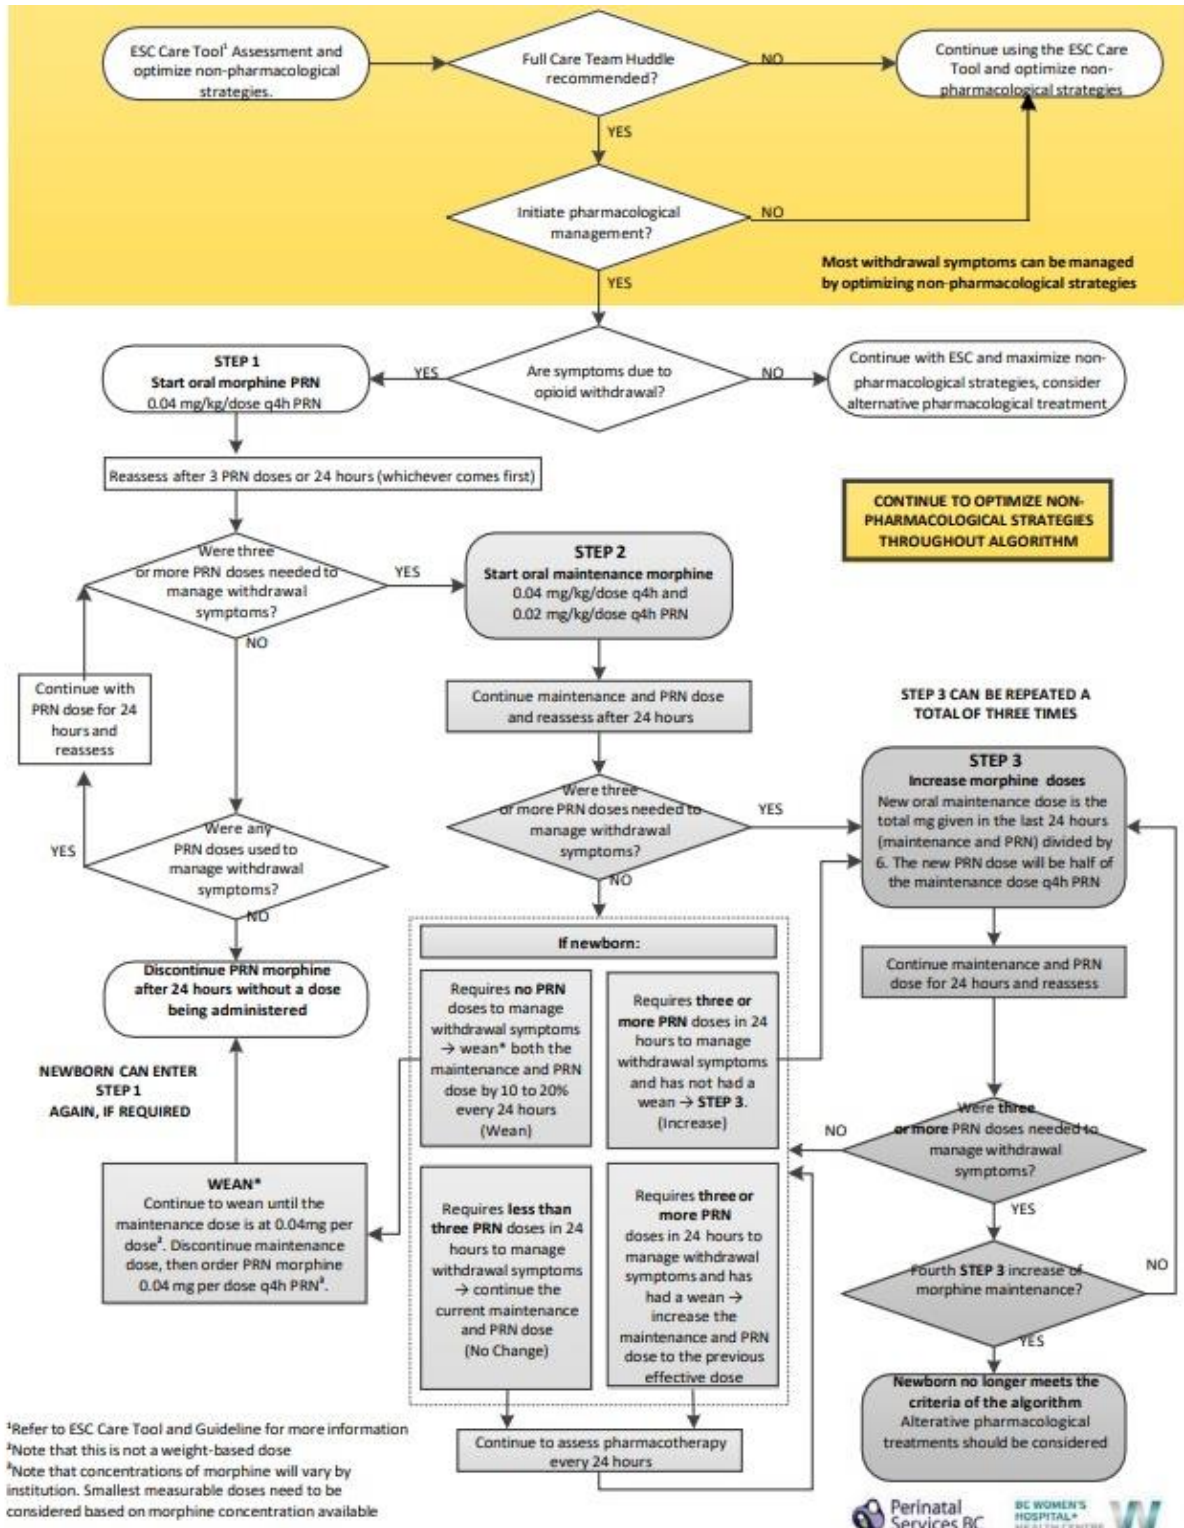 ESC Care Tool¹ Assessment and
optimize non-pharmacological
strategies.
Full Care Team Huddle
recommended?
NO
Continue using the ESC Care
Tool and optimize non-
pharmacological strategies
YES
Initiate pharmacological
management?
NO
Most withdrawal symptoms can be managed
by optimizing non-pharmacological strategies
YES
STEP 1
Start oral morphine PRN
0.04 mg/kg/dose q4h PRN
YES
Are symptoms due to
opioid withdrawal?
NO
Continue with ESC and maximize non-
pharmacological strategies, consider
alternative pharmacological treatment
Reassess after 3 PRN doses or 24 hours (whichever comes first)
CONTINUE TO OPTIMIZE NON-
PHARMACOLOGICAL STRATEGIES
THROUGHOUT ALGORITHM
Were three
or more PRN doses needed to
manage withdrawal
symptoms?
YES
NO
STEP 2
Start oral maintenance morphine
0.04 mg/kg/dose q4h and
0.02 mg/kg/dose q4h PRN
Continue with
PRN dose for 24
hours and
reassess
Continue maintenance and PRN dose
and reassess after 24 hours
STEP 3 CAN BE REPEATED A
TOTAL OF THREE TIMES
STEP 3
Increase morphine doses
New oral maintenance dose is the
total mg given in the last 24 hours
(maintenance and PRN) divided by
6. The new PRN dose will be half of
the maintenance dose q4h PRN
Were three
or more PRN doses needed to
manage withdrawal
symptoms?
YES
NO
YES
Were any
PRN doses used to
manage withdrawal
symptoms?
NO
If newborn:
Discontinue PRN morphine
after 24 hours without a dose
being administered
Requires no PRN
doses to manage
withdrawal symptoms
→ wean* both the
maintenance and PRN
dose by 10 to 20%
every 24 hours
(Wean)
Requires three or
more PRN doses in 24
hours to manage
withdrawal symptoms
and has not had a
wean → STEP 3.
(Increase)
Continue maintenance and PRN
dose for 24 hours and reassess
NEWBORN CAN ENTER
STEP 1
AGAIN, IF REQUIRED
NO
Were three
or more PRN doses needed to
manage withdrawal
symptoms?
YES
WEAN*
Continue to wean until the
maintenance dose is at 0.04mg per
dose². Discontinue maintenance
dose, then order PRN morphine
0.04 mg per dose q4h PRN³.
Requires less than
three PRN doses in 24
hours to manage
withdrawal symptoms
→ continue the
current maintenance
and PRN dose
(No Change)
Requires three or
more PRN
doses in 24 hours to
manage withdrawal
symptoms and has
had a wean →
increase the
maintenance and PRN
dose to the previous
effective dose
Fourth STEP 3 increase of
morphine maintenance?
NO
YES
Newborn no longer meets the
criteria of the algorithm
Alterative pharmacological
treatments should be considered
Continue to assess pharmacotherapy
every 24 hours
¹Refer to ESC Care Tool and Guideline for more information
²Note that this is not a weight-based dose
³Note that concentrations of morphine will vary by
institution. Smallest measurable doses need to be
considered based on morphine concentration available
Perinatal
Services BC
BC WOMEN'S
HOSPITAL+
HEALTH CENTRE